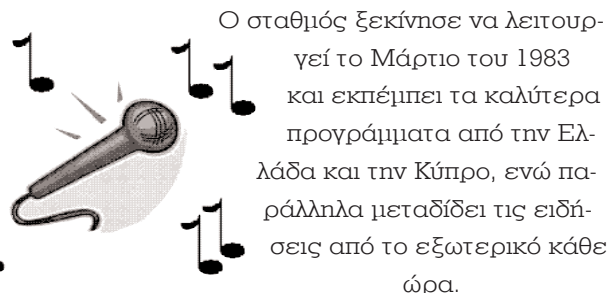 Ο σταθμός ξεκίνησε να λειτουρ-
γεί το Μάρτιο του 1983
και εκπέμπει τα καλύτερα
προγράμματα από την Ελ-
λάδα και την Κύπρο, ενώ πα-
ράλληλα μεταδίδει τις ειδή-
σεις από το εξωτερικό κάθε
ώρα.